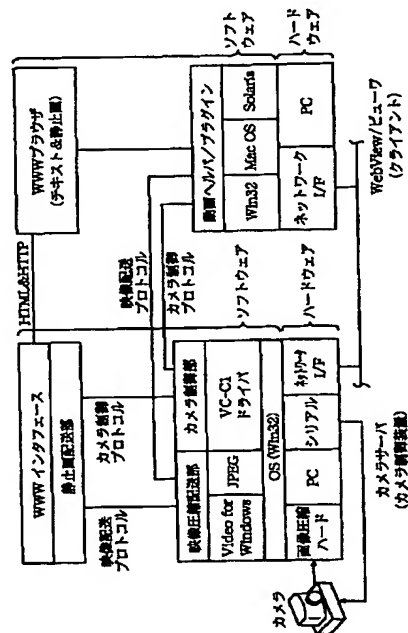 WWW インタフェース
静止画配送部
HTML&HTTP
WWWブラウザ
(テキスト&静止画)
映像配送
プロトコル
カメラ制御
プロトコル
映像配送
プロトコル
カメラ制御
プロトコル
ソフトウェア
ソフト
ウェア
映像圧縮配送部
カメラ制御部
Video for
Windows
JPEG
VC-C1
ドライバ
OS (Win32)
動画ヘルパ/プラグイン
Win32
Mac OS
Solaris
ハードウェア
ハード
ウェア
画像圧縮
ハード
PC
シリアル
ネットワーク
I/F
ネットワーク
I/F
PC
カメラ
カメラサーバ
(カメラ制御装置)
WebView/ビューワ
(クライアント)